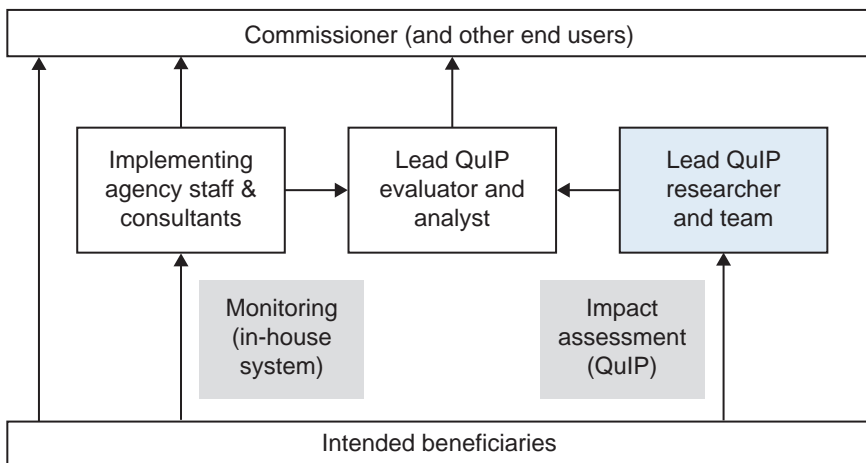 Commissioner (and other end users)
Implementing
agency staff &
consultants
Lead QuIP
evaluator and
analyst
Lead QuIP
researcher
and team
Monitoring
(in-house
system)
Impact
assessment
(QuIP)
Intended beneficiaries